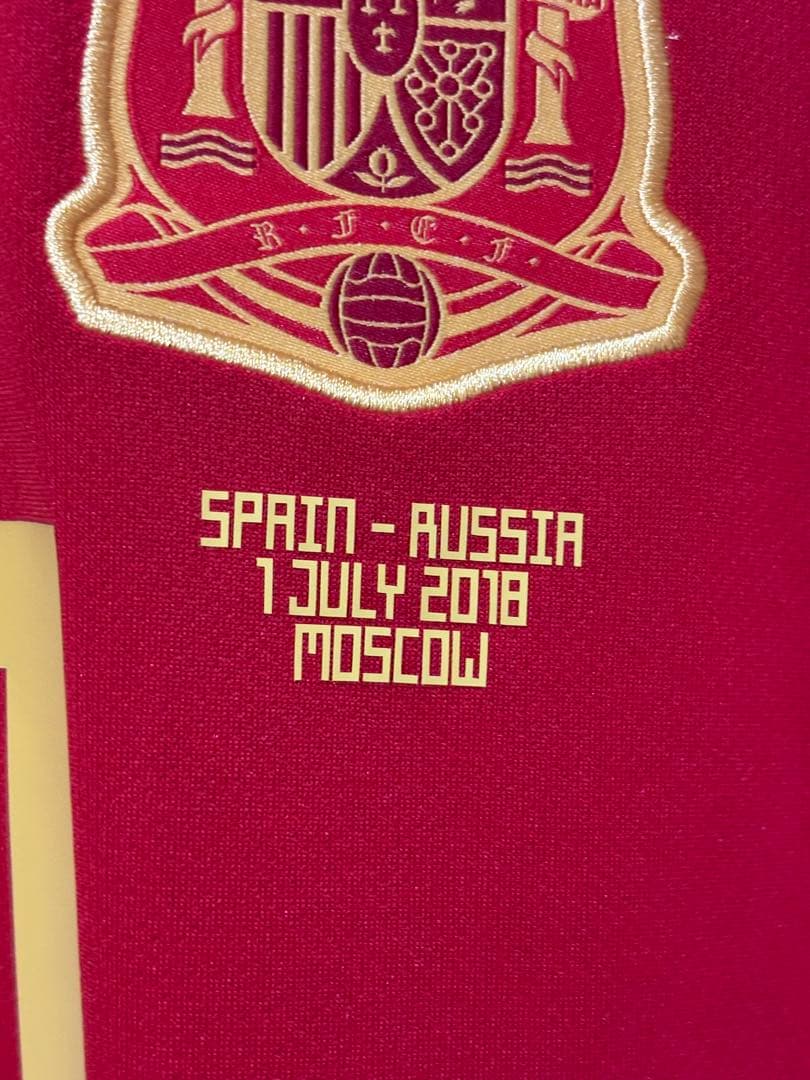 R · F · E · F ·
SPAIN - RUSSIA
1 JULY 2018
MOSCOW